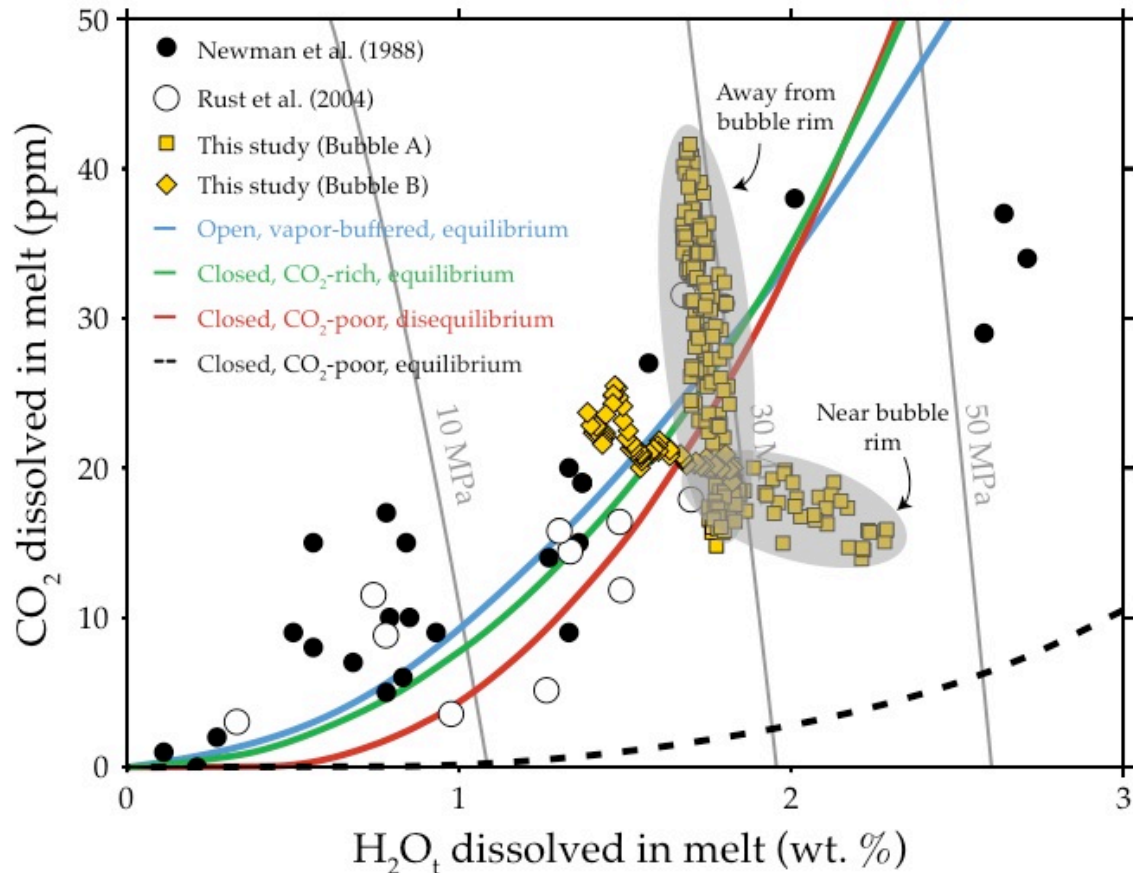 50
40
30
20
10
0
CO₂ dissolved in melt (ppm)
Newman et al. (1988)
Rust et al. (2004)
This study (Bubble A)
This study (Bubble B)
Open, vapor-buffered, equilibrium
Closed, CO₂-rich, equilibrium
Closed, CO₂-poor, disequilibrium
Closed, CO₂-poor, equilibrium
Away from
bubble rim
Near bubble
rim
10 MPa
30 M
50 MPa
0
1
2
3
H₂Oₜ dissolved in melt (wt. %)